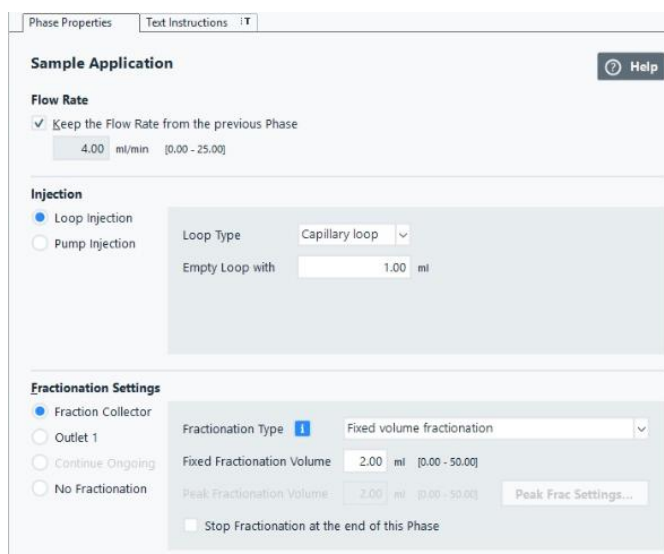 Phase Properties Text Instructions iT
Sample Application
? Help
Flow Rate
Keep the Flow Rate from the previous Phase
4.00 ml/min [0.00 - 25.00]
Injection
Loop Injection
Pump Injection
Loop Type Capillary loop
Empty Loop with 1.00 ml
Fractionation Settings
Fraction Collector
Outlet 1
Continue Ongoing
No Fractionation
Fractionation Type i Fixed volume fractionation
Fixed Fractionation Volume 2.00 ml [0.00 - 50.00]
Peak Fractionation Volume 2.00 ml [0.00 - 50.00] Peak Frac Settings...
Stop Fractionation at the end of this Phase